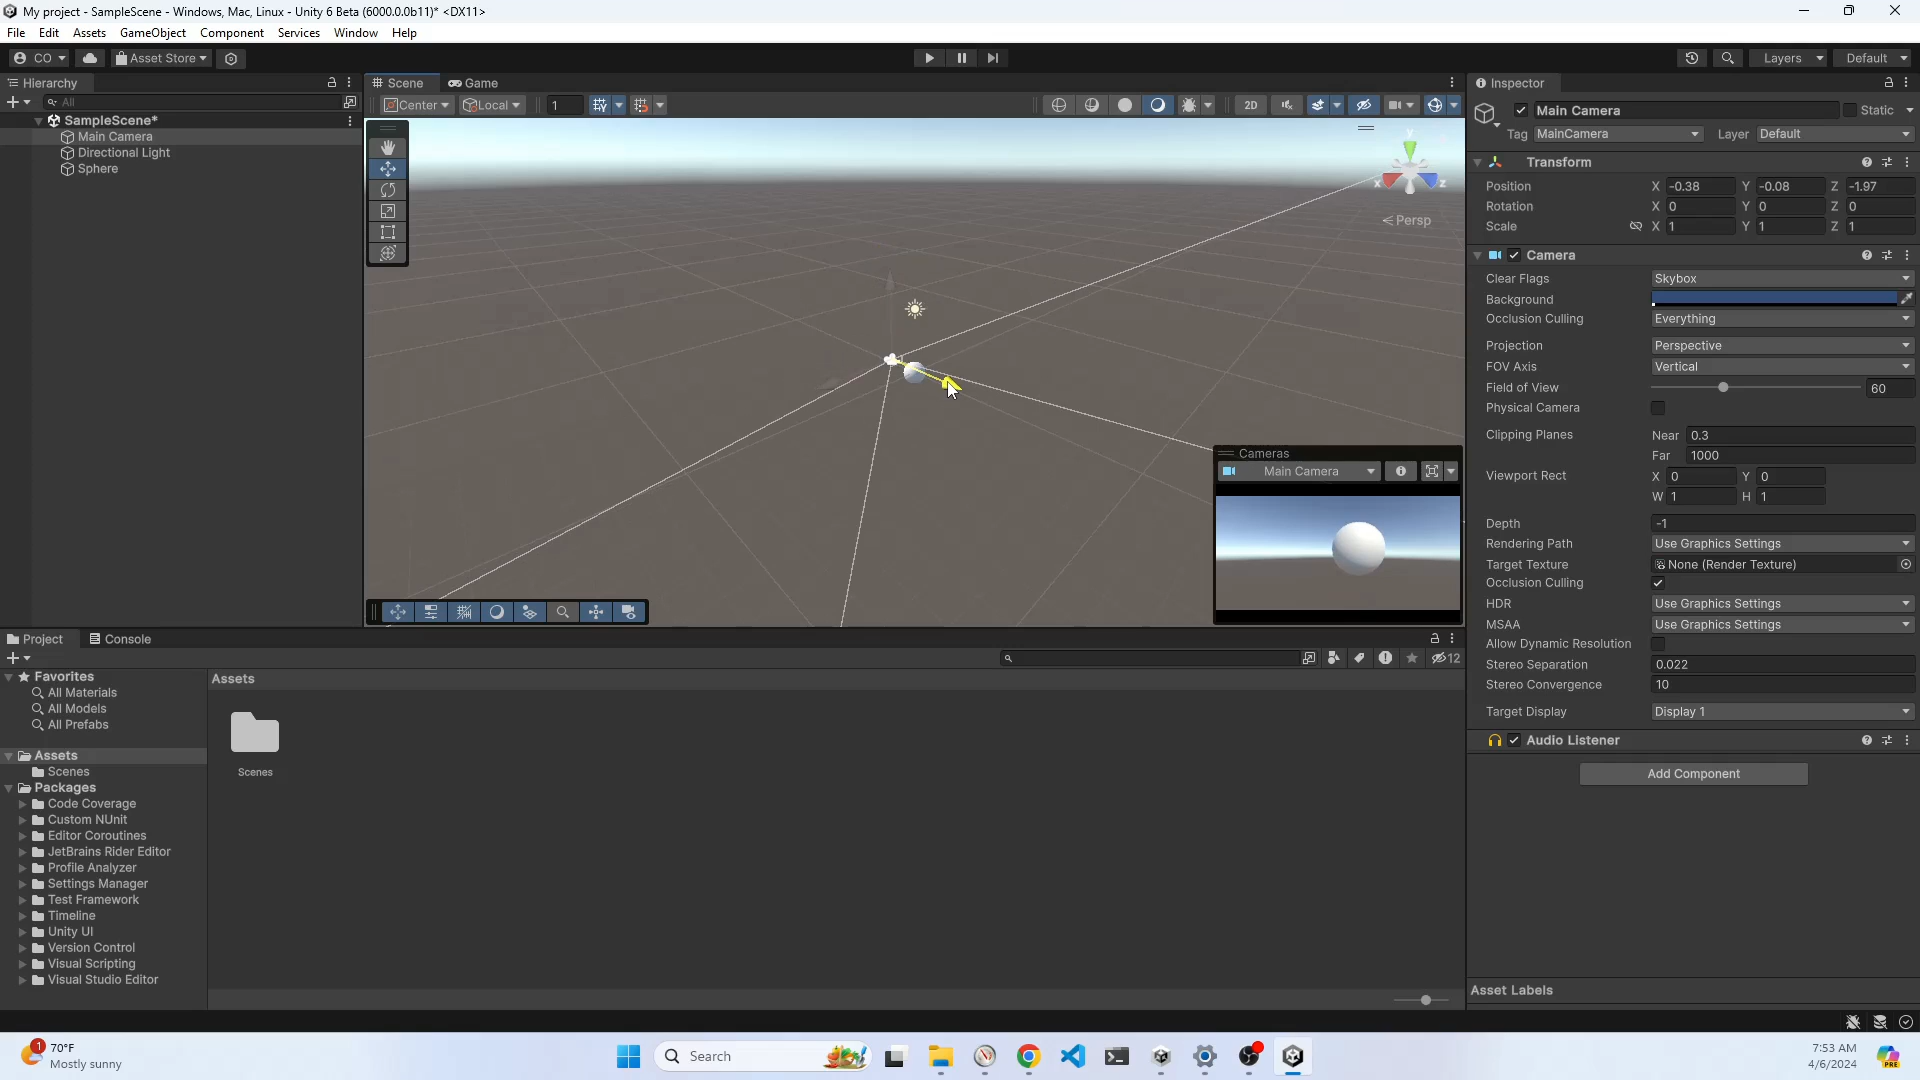 My project - SampleScene - Windows, Mac, Linux - Unity 6 Beta (6000.0.0b11)* <DX11>
File Edit Assets GameObject Component Services Window Help
CO Asset Store Layers Default
Hierarchy
All
SampleScene*
Main Camera
Directional Light
Sphere
Scene Game
Center Local 1 2D
y
x z
Persp
Cameras
Main Camera
Inspector
Main Camera Static
Tag MainCamera Layer Default
Transform
Position X -0.38 Y -0.08 Z -1.97
Rotation X 0 Y 0 Z 0
Scale X 1 Y 1 Z 1
Camera
Clear Flags Skybox
Background
Occlusion Culling Everything
Projection Perspective
FOV Axis Vertical
Field of View 60
Physical Camera
Clipping Planes Near 0.3
Far 1000
Viewport Rect X 0 Y 0
W 1 H 1
Depth -1
Rendering Path Use Graphics Settings
Target Texture None (Render Texture)
Occlusion Culling
HDR Use Graphics Settings
MSAA Use Graphics Settings
Allow Dynamic Resolution
Stereo Separation 0.022
Stereo Convergence 10
Target Display Display 1
Audio Listener
Add Component
Asset Labels
Project Console
12
Favorites
All Materials
All Models
All Prefabs
Assets
Scenes
Packages
Code Coverage
Custom NUnit
Editor Coroutines
JetBrains Rider Editor
Profile Analyzer
Settings Manager
Test Framework
Timeline
Unity UI
Version Control
Visual Scripting
Visual Studio Editor
Assets
Scenes
1
70°F
Mostly sunny
Search
7:53 AM
4/6/2024
PRE